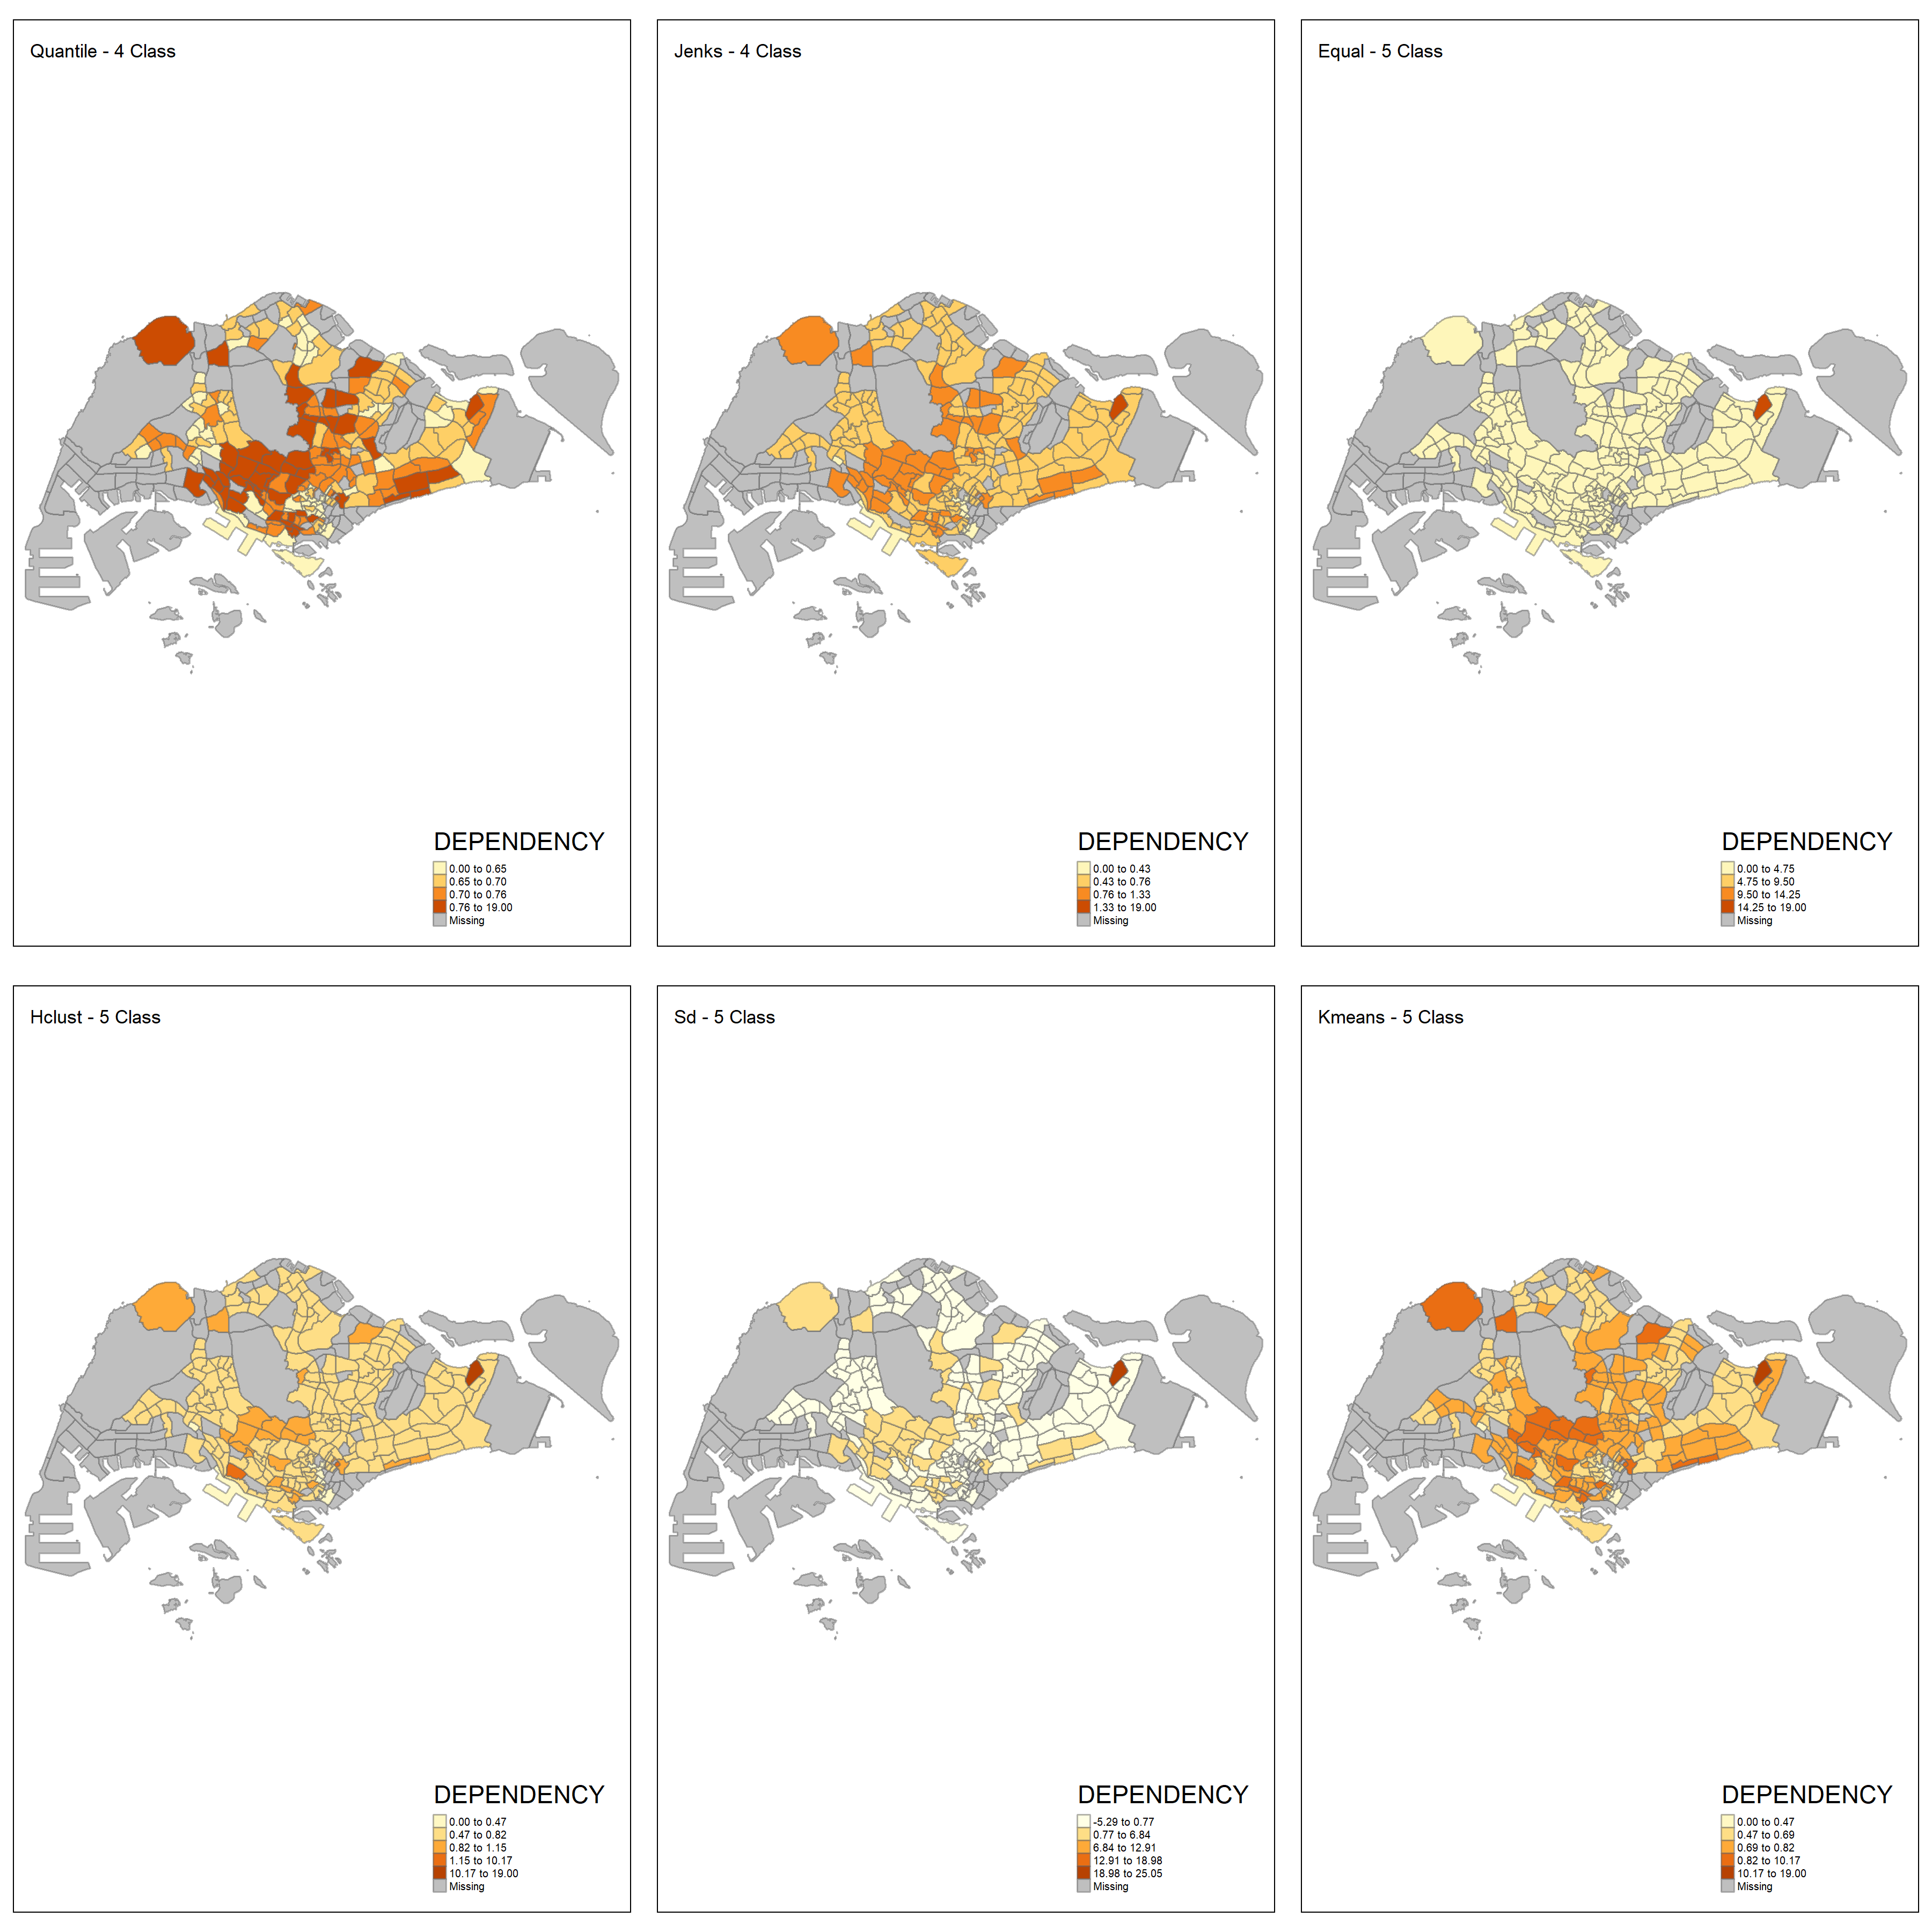 Quantile - 4 Class
DEPENDENCY
0.00 to 0.65
0.65 to 0.70
0.70 to 0.76
0.76 to 19.00
Missing
Jenks - 4 Class
DEPENDENCY
0.00 to 0.43
0.43 to 0.76
0.76 to 1.33
1.33 to 19.00
Missing
Equal - 5 Class
DEPENDENCY
0.00 to 4.75
4.75 to 9.50
9.50 to 14.25
14.25 to 19.00
Missing
Hclust - 5 Class
DEPENDENCY
0.00 to 0.47
0.47 to 0.82
0.82 to 1.15
1.15 to 10.17
10.17 to 19.00
Missing
Sd - 5 Class
DEPENDENCY
-5.29 to 0.77
0.77 to 6.84
6.84 to 12.91
12.91 to 18.98
18.98 to 25.05
Missing
Kmeans - 5 Class
DEPENDENCY
0.00 to 0.47
0.47 to 0.69
0.69 to 0.82
0.82 to 10.17
10.17 to 19.00
Missing